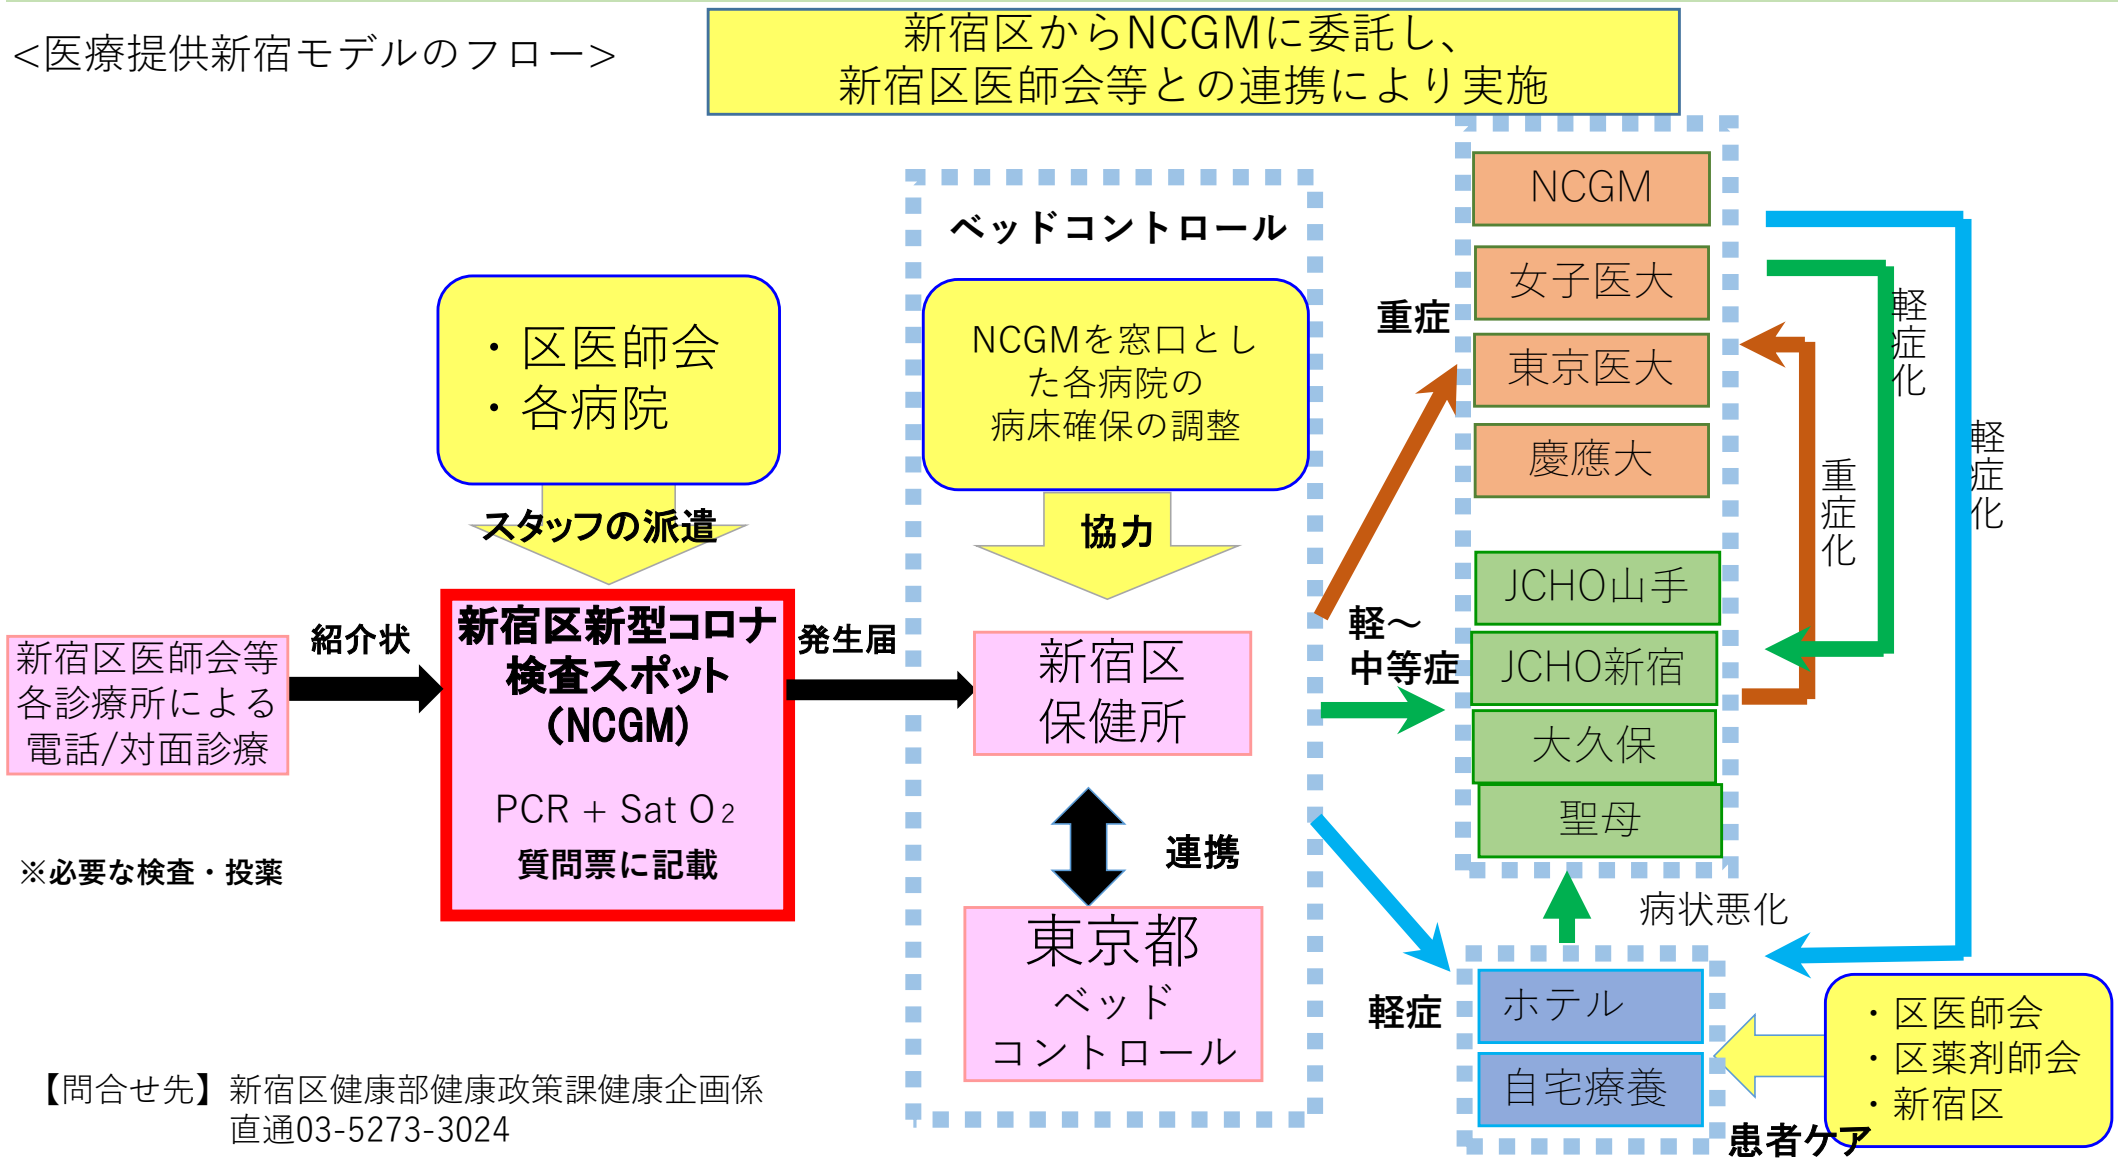 <医療提供新宿モデルのフロー>
新宿区からNCGMに委託し、
新宿区医師会等との連携により実施
新宿区医師会等
各診療所による
電話/対面診療
※必要な検査・投薬
紹介状
・区医師会
・各病院
スタッフの派遣
新宿区新型コロナ
検査スポット
(NCGM)
PCR + Sat O2
質問票に記載
発生届
ベッドコントロール
NCGMを窓口とし
た各病院の
病床確保の調整
協力
新宿区
保健所
連携
東京都
ベッド
コントロール
重症
軽～
中等症
軽症
NCGM
女子医大
東京医大
慶應大
JCHO山手
JCHO新宿
大久保
聖母
軽症化
重症化
軽症化
病状悪化
ホテル
自宅療養
・区医師会
・区薬剤師会
・新宿区
患者ケア
【問合せ先】新宿区健康部健康政策課健康企画係
直通03-5273-3024